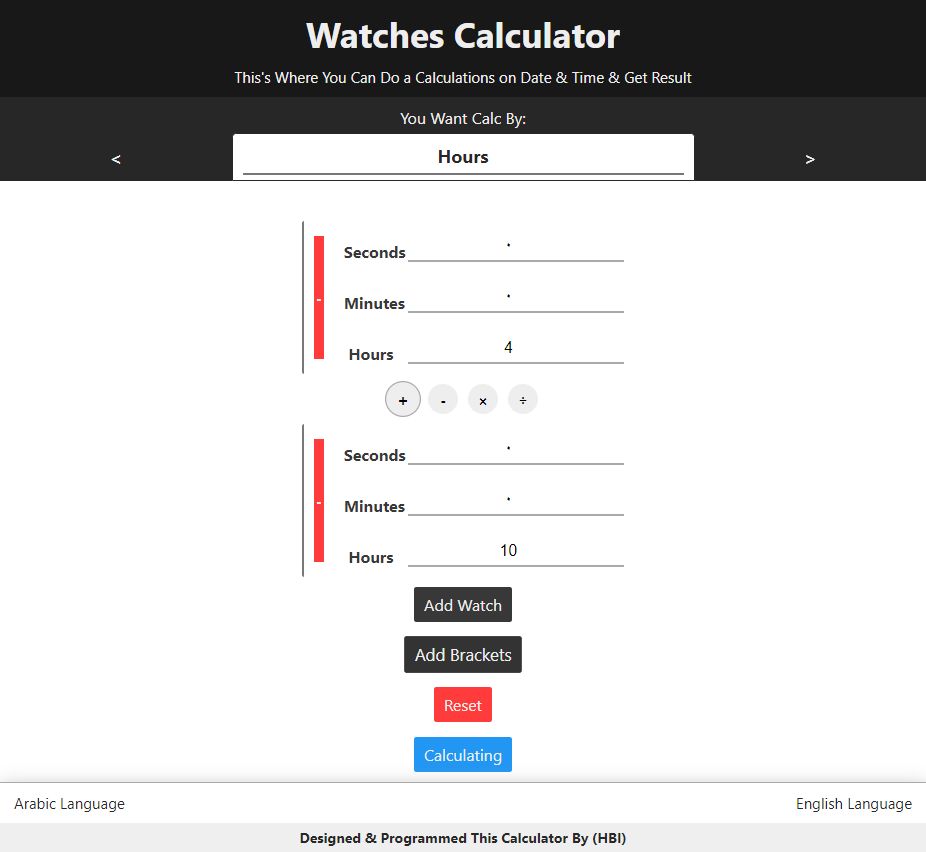 Watches Calculator
This's Where You Can Do a Calculations on Date & Time & Get Result
You Want Calc By:
< Hours >
Seconds ٠
Minutes ٠
Hours 4
+ - × ÷
Seconds ٠
Minutes ٠
Hours 10
Add Watch
Add Brackets
Reset
Calculating
Arabic Language English Language
Designed & Programmed This Calculator By (HBI)